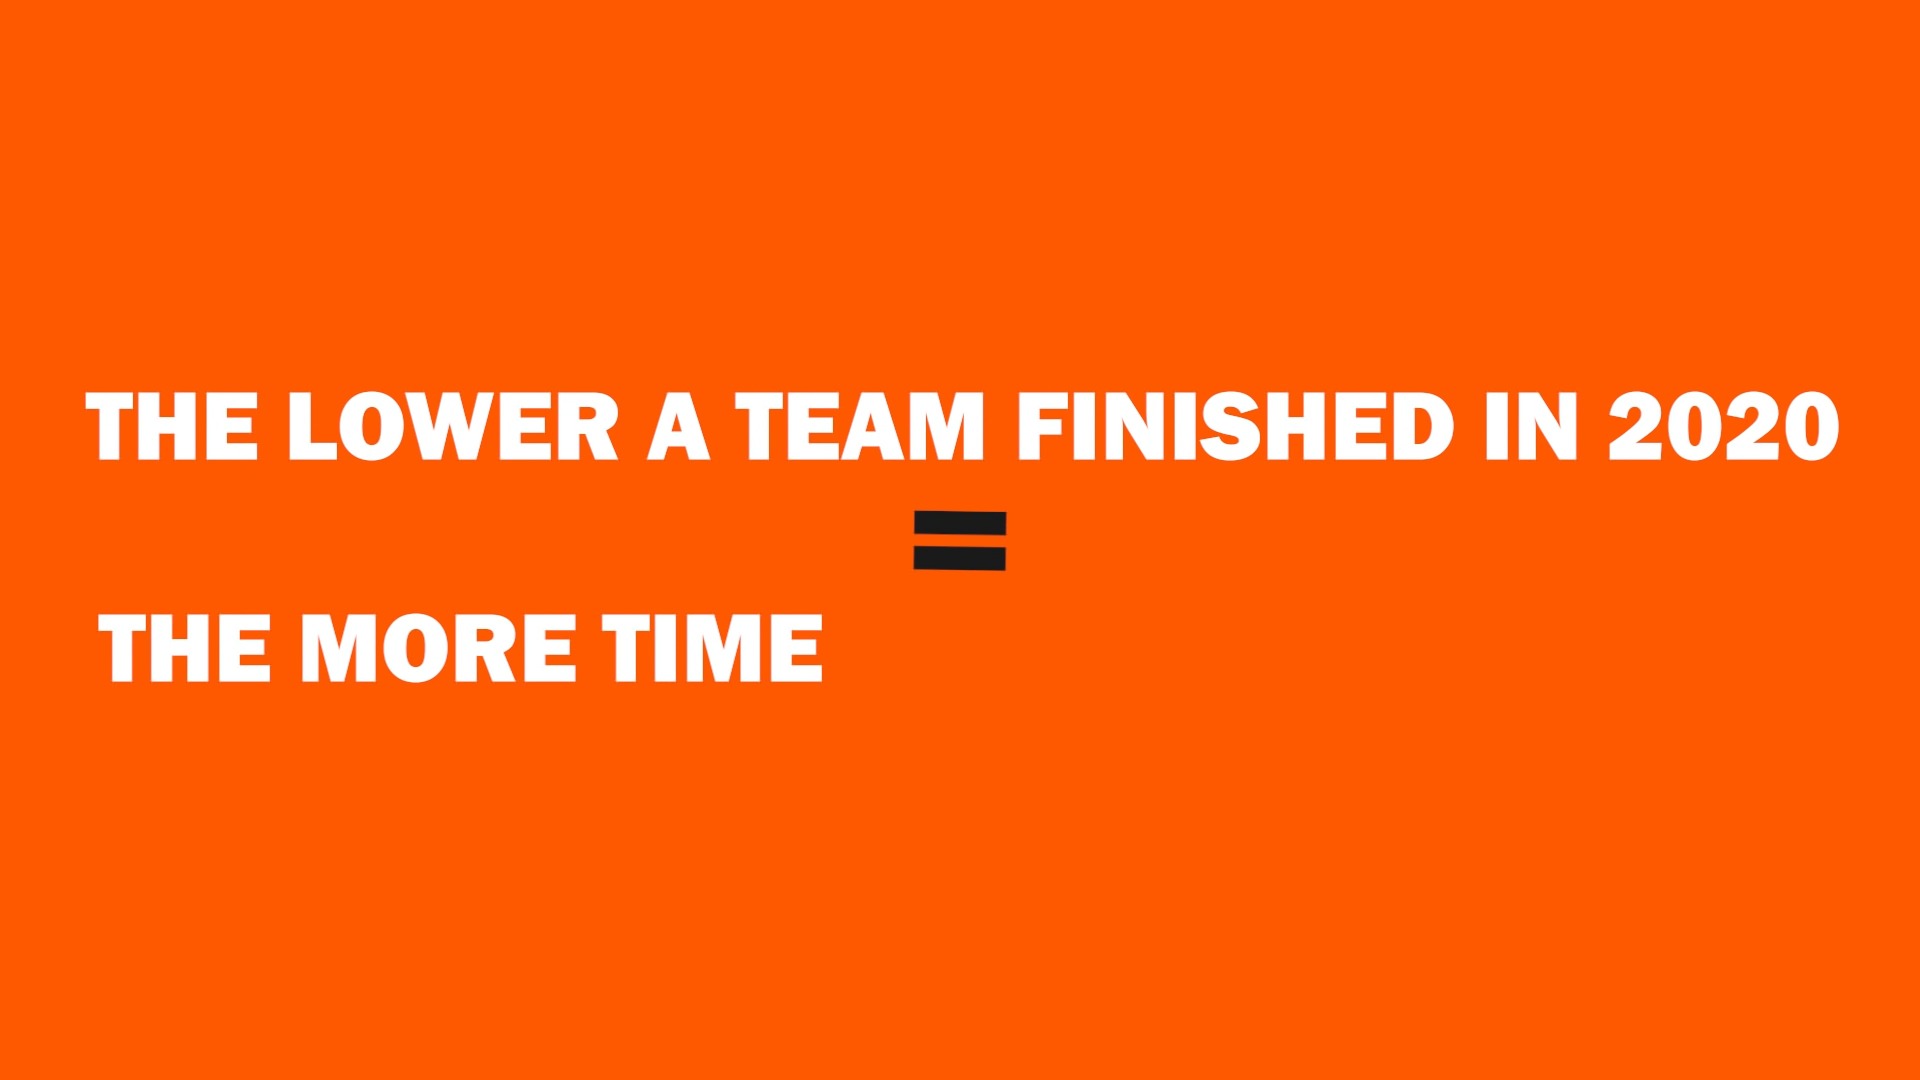 THE LOWER A TEAM FINISHED IN 2020
=
THE MORE TIME